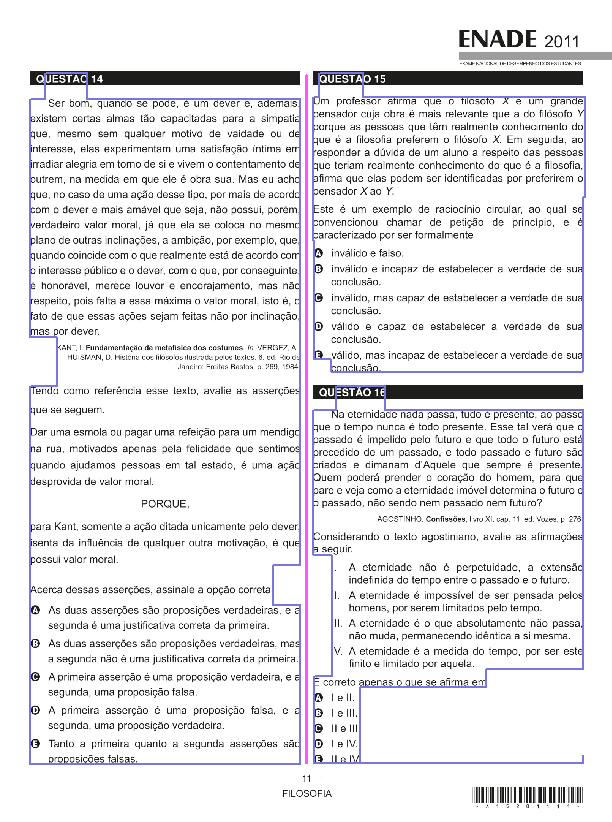 ENADE 2011
EXAME NACIONAL DE DESEMPENHO DOS ESTUDANTES
QUESTÃO 14
Ser bom, quando se pode, é um dever e, ademais,
existem certas almas tão capacitadas para a simpatia
que, mesmo sem qualquer motivo de vaidade ou de
interesse, elas experimentam uma satisfação íntima em
irradiar alegria em torno de si e vivem o contentamento de
outrem, na medida em que ele é obra sua. Mas eu acho
que, no caso de uma ação desse tipo, por mais de acordo
com o dever e mais amável que seja, não possui, porém,
verdadeiro valor moral, já que ela se coloca no mesmo
plano de outras inclinações, a ambição, por exemplo, que,
quando coincide com o que realmente está de acordo com
o interesse público e o dever, com o que, por conseguinte,
é honorável, merece louvor e encorajamento, mas não
respeito, pois falta a essa máxima o valor moral, isto é, o
fato de que essas ações sejam feitas não por inclinação,
mas por dever.
KANT, I. Fundamentação da metafísica dos costumes. In: VERGEZ, A.
HUISMAN, D. História dos filósofos ilustrada pelos textos. 6. ed. Rio de
Janeiro: Freitas Bastos, p. 269, 1984.
Tendo como referência esse texto, avalie as asserções
que se seguem.
Dar uma esmola ou pagar uma refeição para um mendigo
na rua, motivados apenas pela felicidade que sentimos
quando ajudamos pessoas em tal estado, é uma ação
desprovida de valor moral.
PORQUE,
para Kant, somente a ação ditada unicamente pelo dever,
isenta da influência de qualquer outra motivação, é que
possui valor moral.
Acerca dessas asserções, assinale a opção correta.
A As duas asserções são proposições verdadeiras, e a
segunda é uma justificativa correta da primeira.
B As duas asserções são proposições verdadeiras, mas
a segunda não é uma justificativa correta da primeira.
C A primeira asserção é uma proposição verdadeira, e a
segunda, uma proposição falsa.
D A primeira asserção é uma proposição falsa, e a
segunda, uma proposição verdadeira.
E Tanto a primeira quanto a segunda asserções são
proposições falsas.
QUESTÃO 15
Um professor afirma que o filósofo X é um grande
pensador cuja obra é mais relevante que a do filósofo Y
porque as pessoas que têm realmente conhecimento do
que é a filosofia preferem o filósofo X. Em seguida, ao
responder a dúvida de um aluno a respeito das pessoas
que teriam realmente conhecimento do que é a filosofia,
afirma que elas podem ser identificadas por preferirem o
pensador X ao Y.
Este é um exemplo de raciocínio circular, ao qual se
convencionou chamar de petição de princípio, e é
caracterizado por ser formalmente
A inválido e falso.
B inválido e incapaz de estabelecer a verdade de sua
conclusão.
C inválido, mas capaz de estabelecer a verdade de sua
conclusão.
D válido e capaz de estabelecer a verdade de sua
conclusão.
E válido, mas incapaz de estabelecer a verdade de sua
conclusão.
QUESTÃO 16
Na eternidade nada passa, tudo é presente, ao passo
que o tempo nunca é todo presente. Esse tal verá que o
passado é impelido pelo futuro e que todo o futuro está
precedido de um passado, e todo passado e futuro são
criados e dimanam d'Aquele que sempre é presente.
Quem poderá prender o coração do homem, para que
pare e veja como a eternidade imóvel determina o futuro e
o passado, não sendo nem passado nem futuro?
AGOSTINHO. Confissões, livro XI, cap. 11. ed. Vozes, p. 276.
Considerando o texto agostiniano, avalie as afirmações
a seguir.
I. A eternidade não é perpetuidade, a extensão
indefinida do tempo entre o passado e o futuro.
II. A eternidade é impossível de ser pensada pelos
homens, por serem limitados pelo tempo.
III. A eternidade é o que absolutamente não passa,
não muda, permanecendo idêntica a si mesma.
IV. A eternidade é a medida do tempo, por ser este
finito e limitado por aquela.
É correto apenas o que se afirma em
A I e II.
B I e III.
C II e III.
D I e IV.
E II e IV.
11
FILOSOFIA